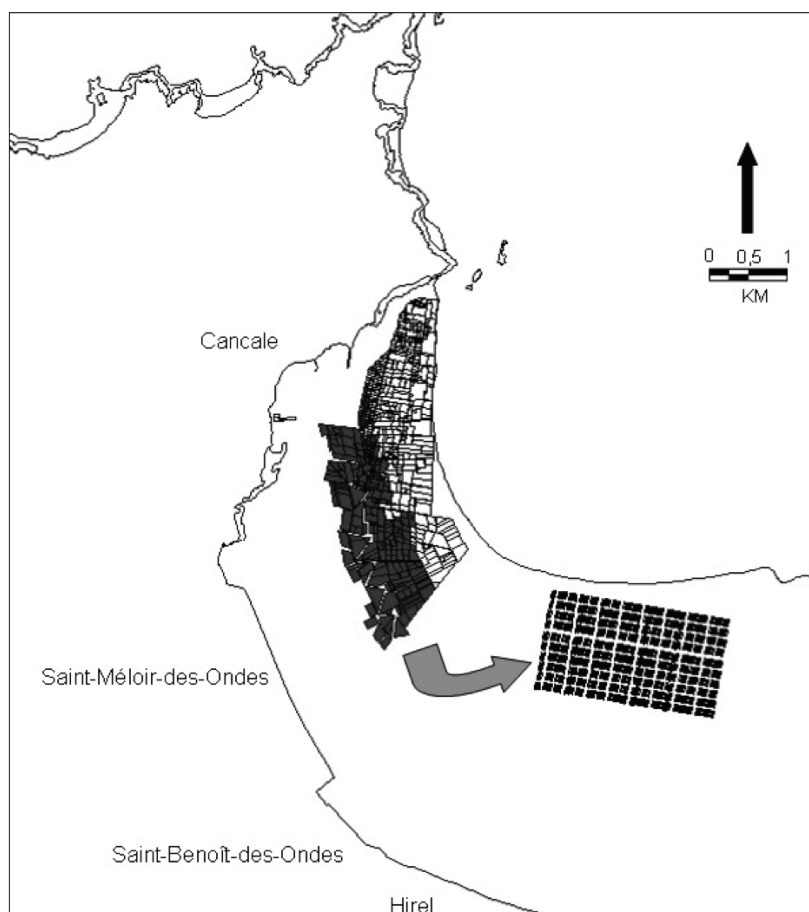 0 0,5 1
KM
Cancale
Saint-Méloir-des-Ondes
Saint-Benoît-des-Ondes
Hirel